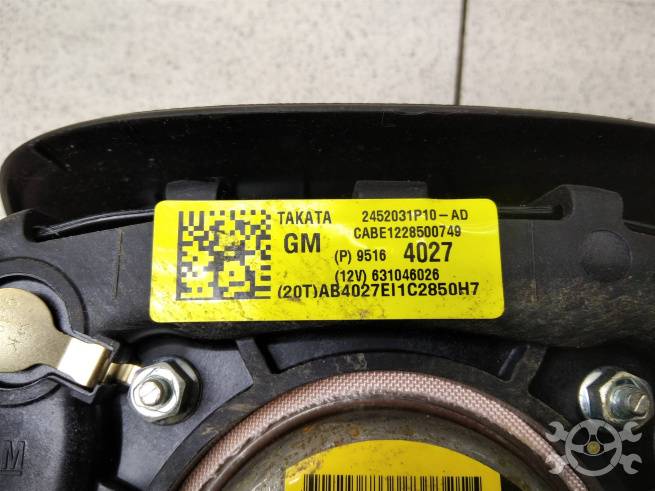 TAKATA 2452031P10-AD
CABE1228500749
GM (P) 9516 4027
(12V) 631046026
(20T)AB4027EI1C2850H7